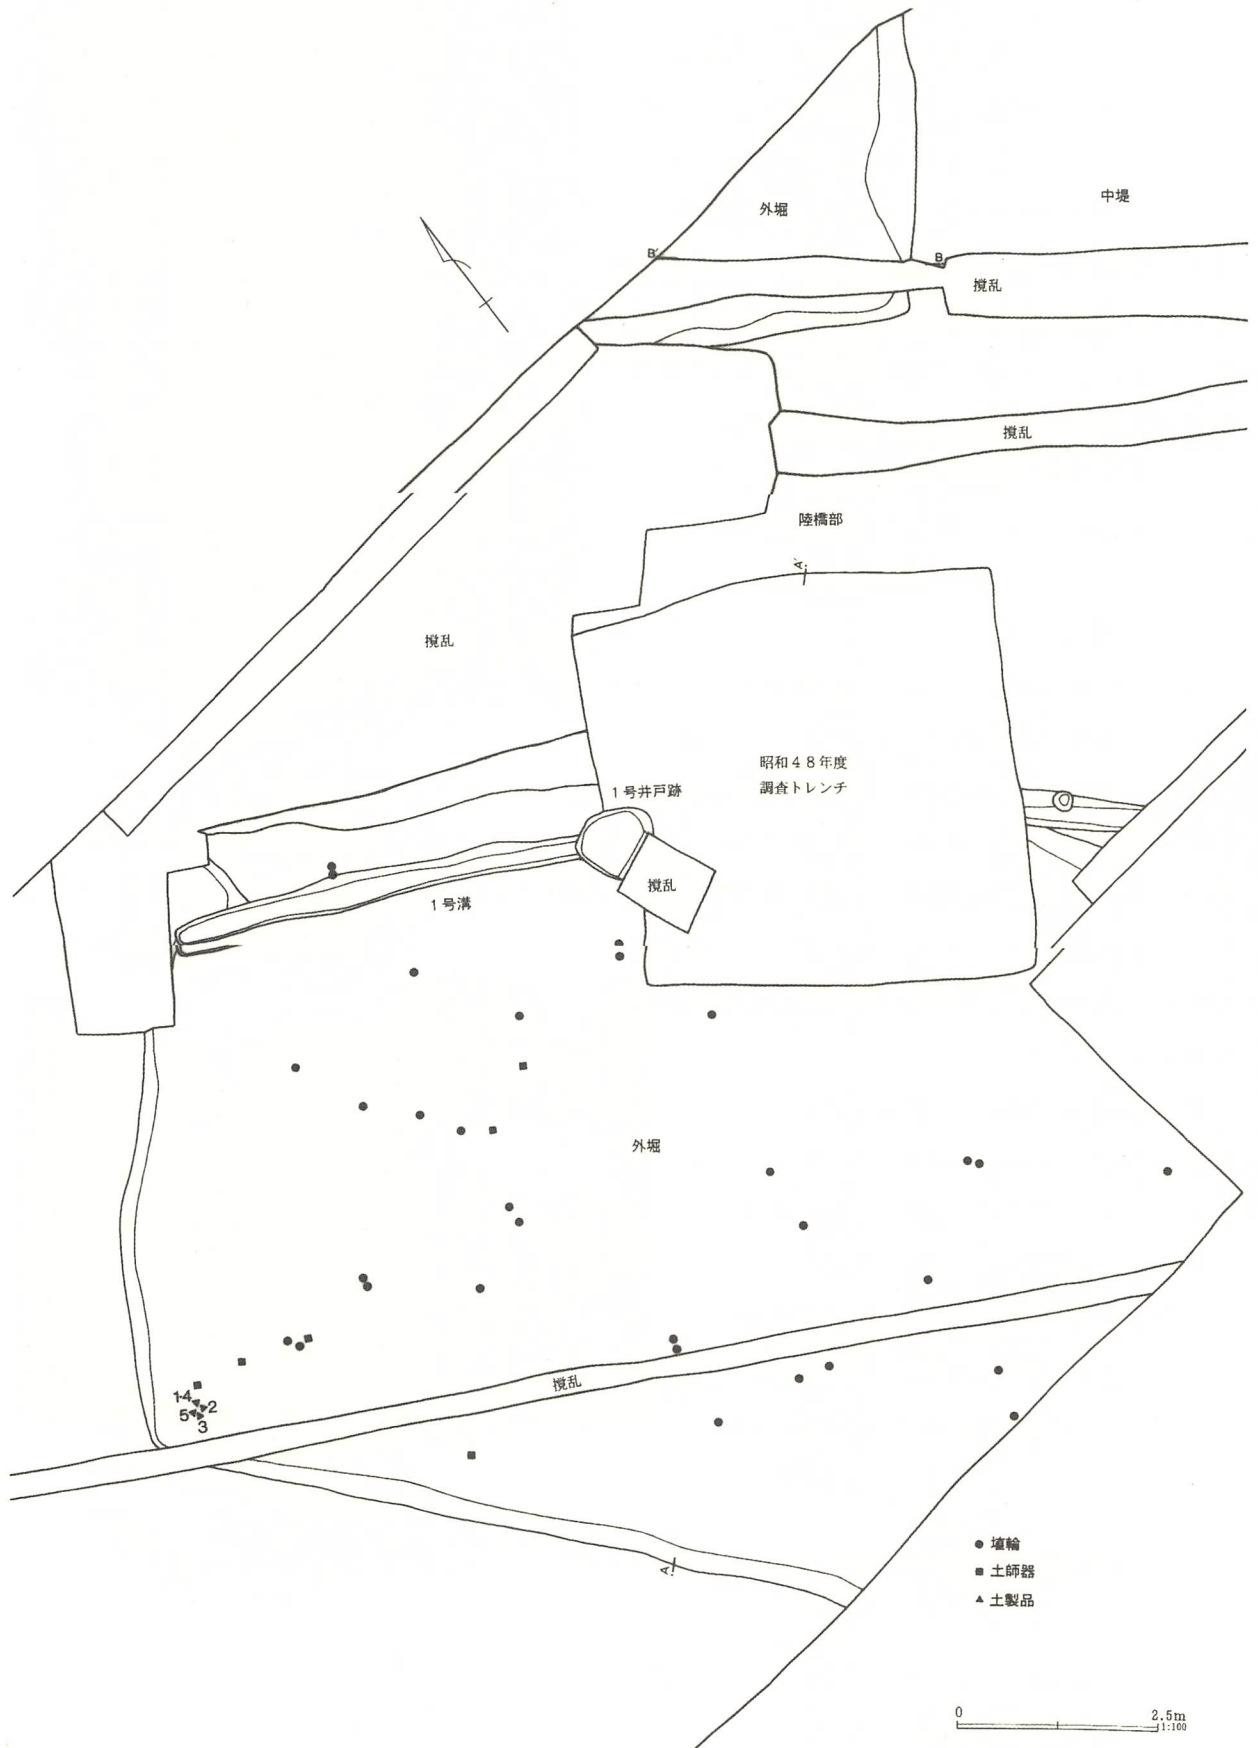 外堀
中堤
B′
B
撹乱
撹乱
陸橋部
A′
撹乱
昭和48年度
調査トレンチ
1号井戸跡
撹乱
1号溝
外堀
1·4
2
5
3
撹乱
A
● 埴輪
■ 土師器
▲ 土製品
0 2.5m
1:100